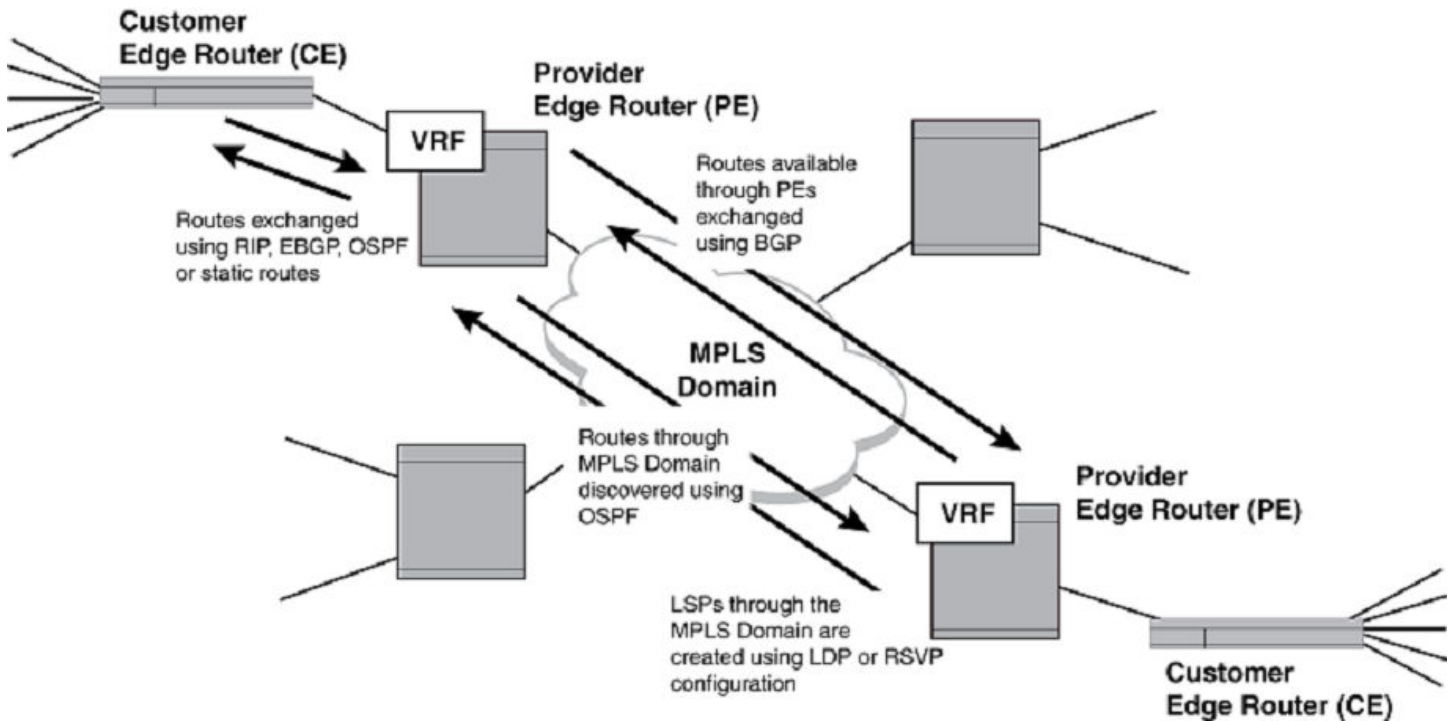 Customer
Edge Router (CE)
Provider
Edge Router (PE)
VRF
Routes available
through PEs
exchanged
using BGP
Routes exchanged
using RIP, EBGP, OSPF
or static routes
MPLS
Domain
Routes through
MPLS Domain
discovered using
OSPF
Provider
Edge Router (PE)
VRF
LSPs through the
MPLS Domain are
created using LDP or RSVP
configuration
Customer
Edge Router (CE)